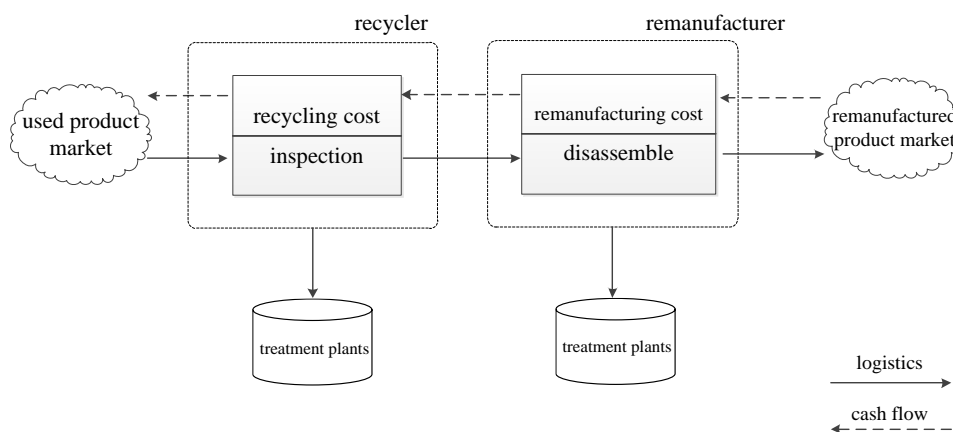 recycler
remanufacturer
used product
market
recycling cost
inspection
remanufacturing cost
disassemble
remanufactured
product market
treatment plants
treatment plants
logistics
cash flow